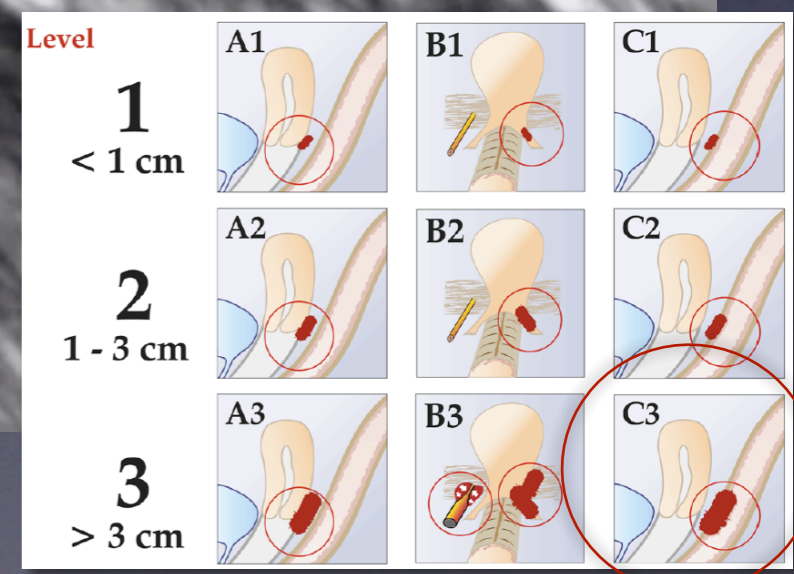 Level
A1 B1 C1
1
< 1 cm
A2 B2 C2
2
1 - 3 cm
A3 B3 C3
3
> 3 cm